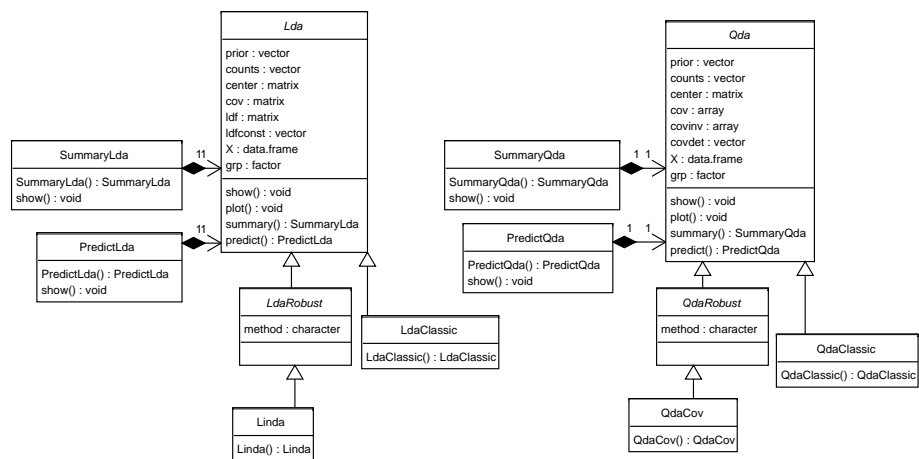 Lda
prior : vector
counts : vector
center : matrix
cov : matrix
ldf : matrix
ldfconst : vector
X : data.frame
grp : factor
show() : void
plot() : void
summary() : SummaryLda
predict() : PredictLda
SummaryLda
SummaryLda() : SummaryLda
show() : void
11
PredictLda
PredictLda() : PredictLda
show() : void
11
LdaRobust
method : character
LdaClassic
LdaClassic() : LdaClassic
Linda
Linda() : Linda
Qda
prior : vector
counts : vector
center : matrix
cov : array
covinv : array
covdet : vector
X : data.frame
grp : factor
show() : void
plot() : void
summary() : SummaryQda
predict() : PredictQda
SummaryQda
SummaryQda() : SummaryQda
show() : void
1 1
PredictQda
PredictQda() : PredictQda
show() : void
1 1
QdaRobust
method : character
QdaClassic
QdaClassic() : QdaClassic
QdaCov
QdaCov() : QdaCov